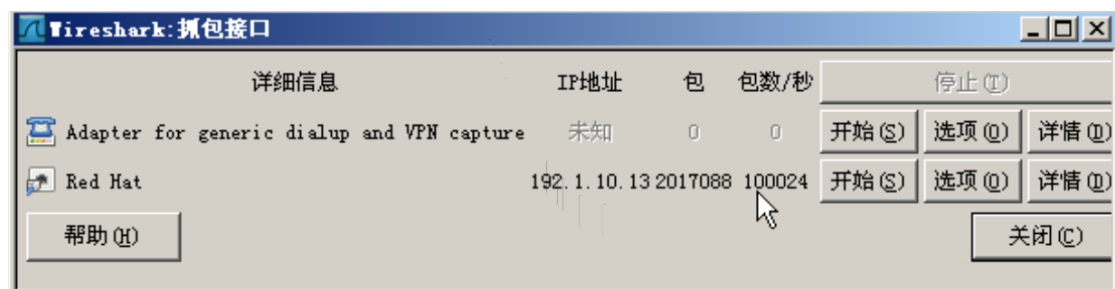 Wireshark:抓包接口
详细信息 IP地址 包 包数/秒 停止(T)
Adapter for generic dialup and VPN capture 未知 0 0 开始(S) 选项(O) 详情(D)
Red Hat 192.1.10.13 2017088 100024 开始(S) 选项(O) 详情(D)
帮助(H) 关闭(C)